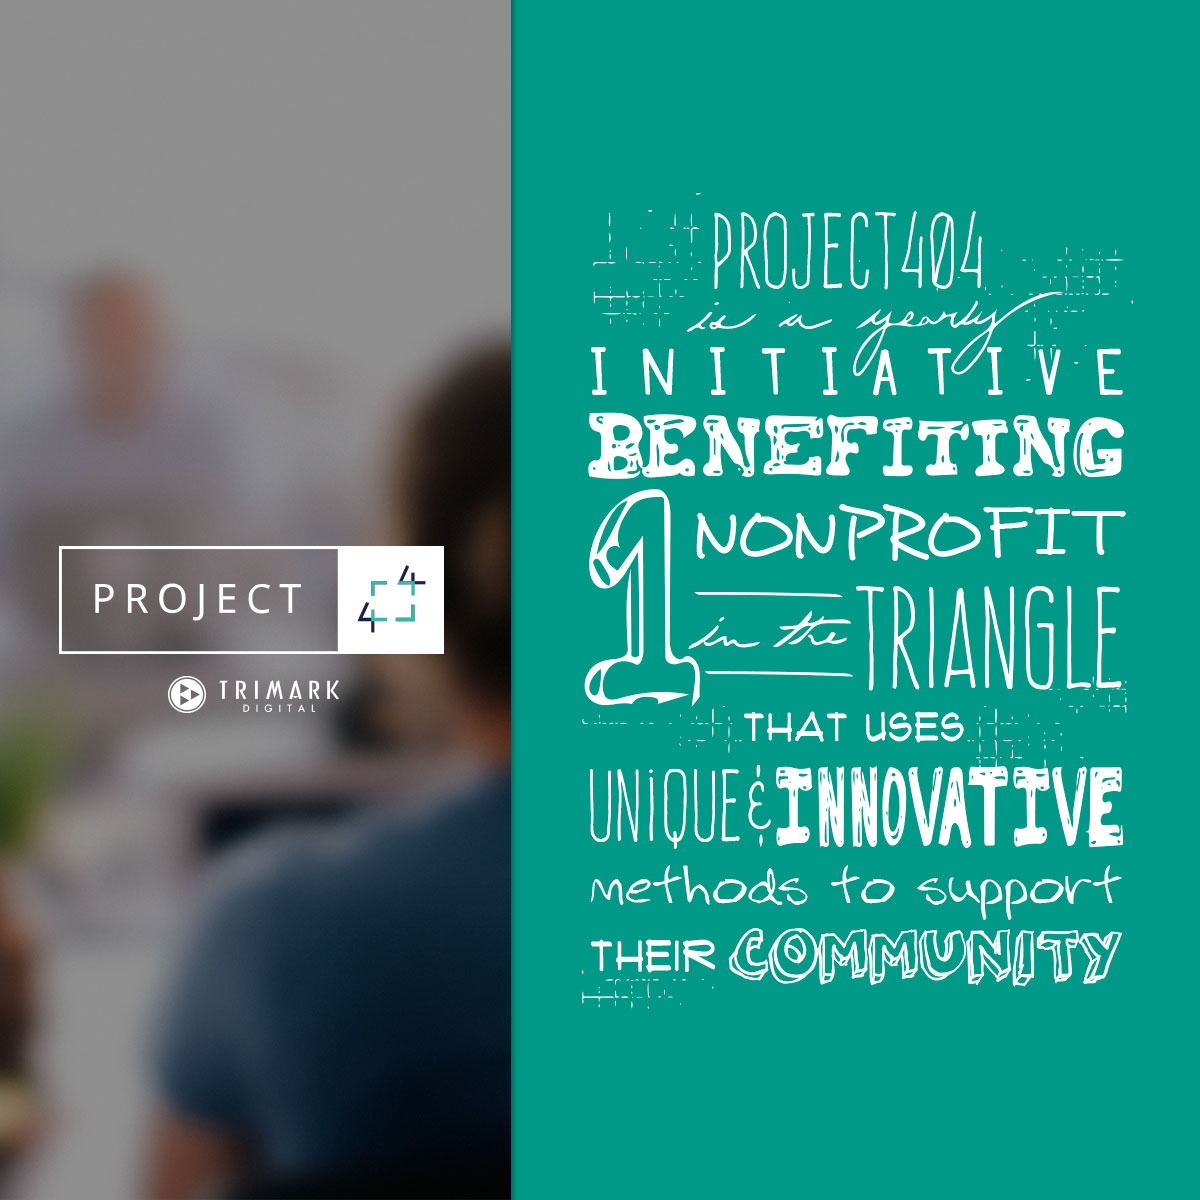 PROJECT 4 4
TRIMARK
DIGITAL
PROJECT404
is a yearly
INITIATIVE
BENEFITING
1 NONPROFIT
in the TRIANGLE
THAT USES
UNiQUE & INNOVATIVE
methods to support
THEIR COMMUNITY